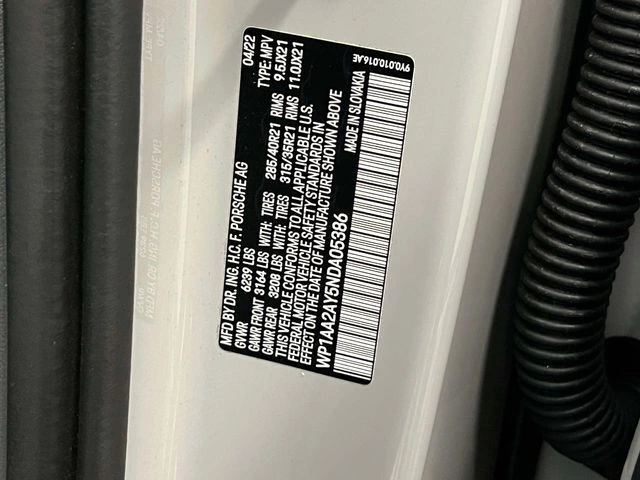 MFD BY DR. ING. H.C. F. PORSCHE AG 04/22
GVWR 6239 LBS TYPE: MPV
GAWR FRONT 3164 LBS WITH: TIRES 285/40R21 RIMS 9.5JX21
GAWR REAR 3208 LBS WITH: TIRES 315/35R21 RIMS 11.0JX21
THIS VEHICLE CONFORMS TO ALL APPLICABLE U.S.
FEDERAL MOTOR VEHICLE SAFETY STANDARDS IN
EFFECT ON THE DATE OF MANUFACTURE SHOWN ABOVE
WP1AA2AY5NDA05386 MADE IN SLOVAKIA
9Y0.010.016.AE